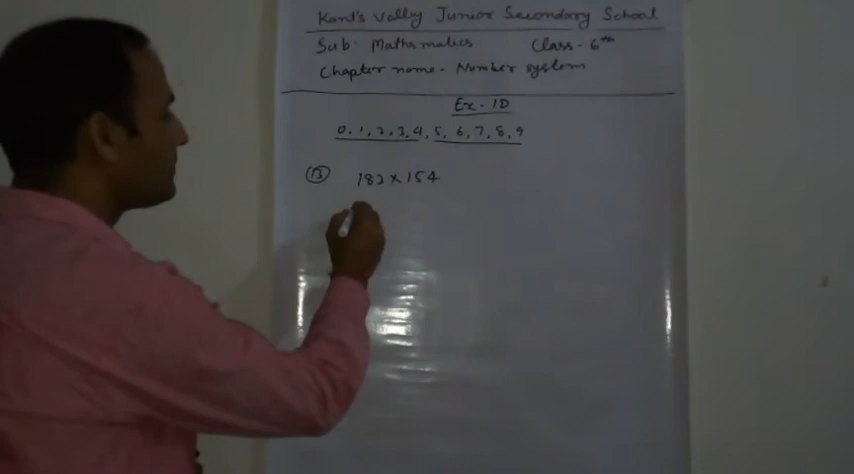 Kant's Valley Junior Secondary School
Sub. Mathematics Class- 6th
Chapter name- Number system
Ex. 1D
0, 1, 2, 3, 4, 5, 6, 7, 8, 9
13 182 × 154